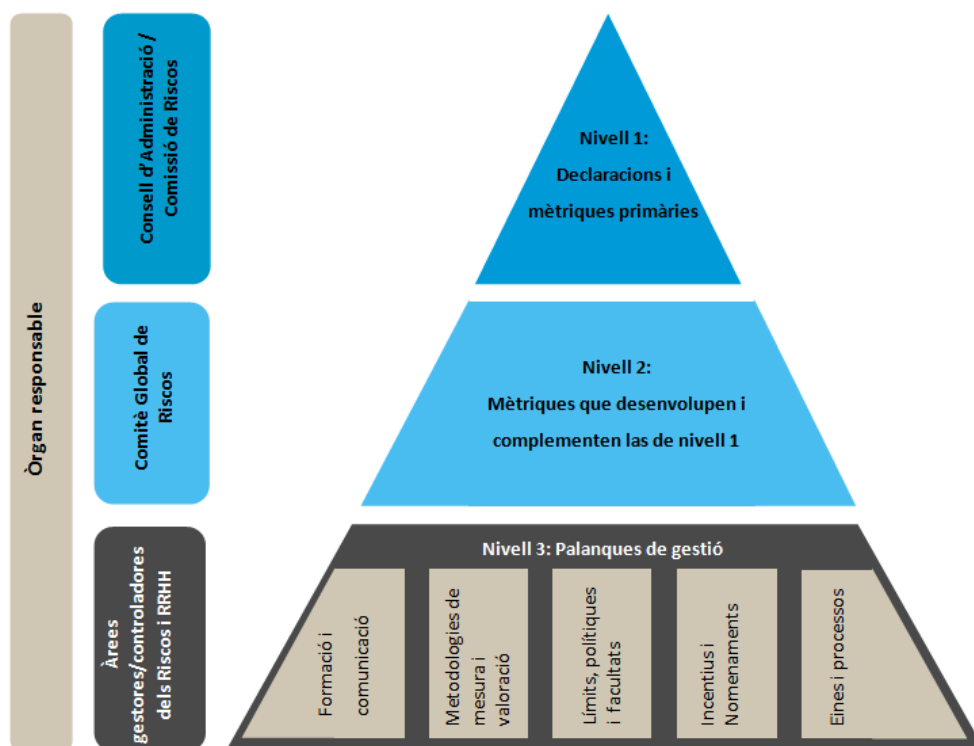 Òrgan responsable
Consell d'Administració /
Comissió de Riscos
Nivell 1:
Declaracions i
mètriques primàries
Comitè Global de
Riscos
Nivell 2:
Mètriques que desenvolupen i
complementen las de nivell 1
Àrees
gestores/controladores
dels Riscos i RRHH
Nivell 3: Palanques de gestió
Formació i
comunicació
Metodologies de
mesura i
valoració
Límits, polítiques
i facultats
Incentius i
Nomenaments
Eines i processos